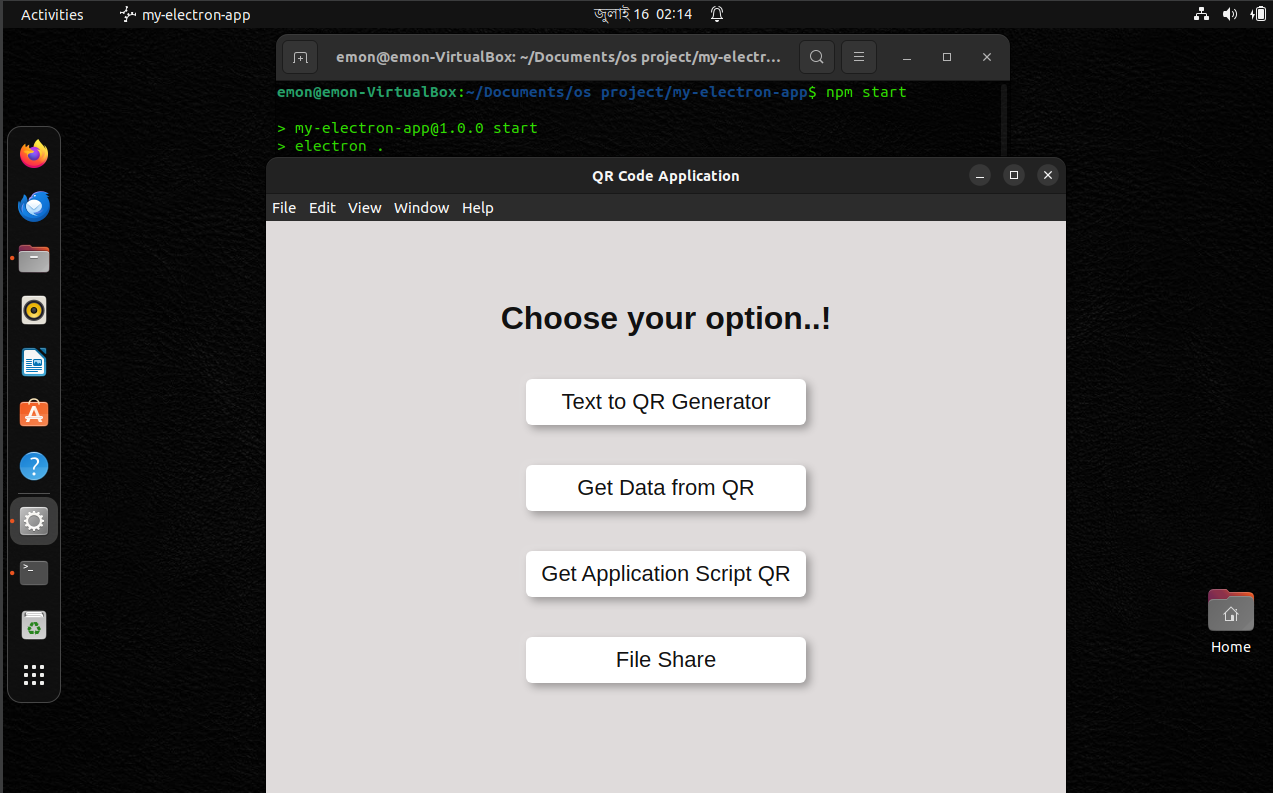 Activities
my-electron-app
জুলাই 16 02:14
emon@emon-VirtualBox: ~/Documents/os project/my-electr...
emon@emon-VirtualBox:~/Documents/os project/my-electron-app$ npm start
> my-electron-app@1.0.0 start
> electron .
QR Code Application
File Edit View Window Help
Choose your option..!
Text to QR Generator
Get Data from QR
Get Application Script QR
File Share
Home